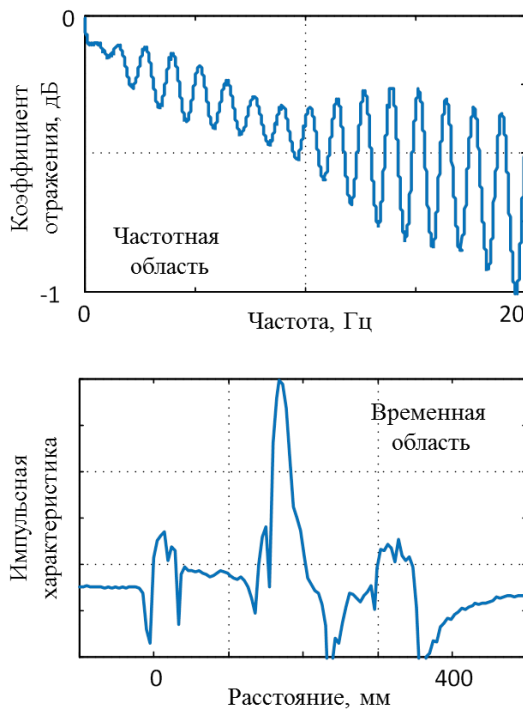 0
Коэффициент
отражения, дБ
Частотная
область
-1
0
20
Частота, Гц
Временная
область
Импульсная
характеристика
0
400
Расстояние, мм